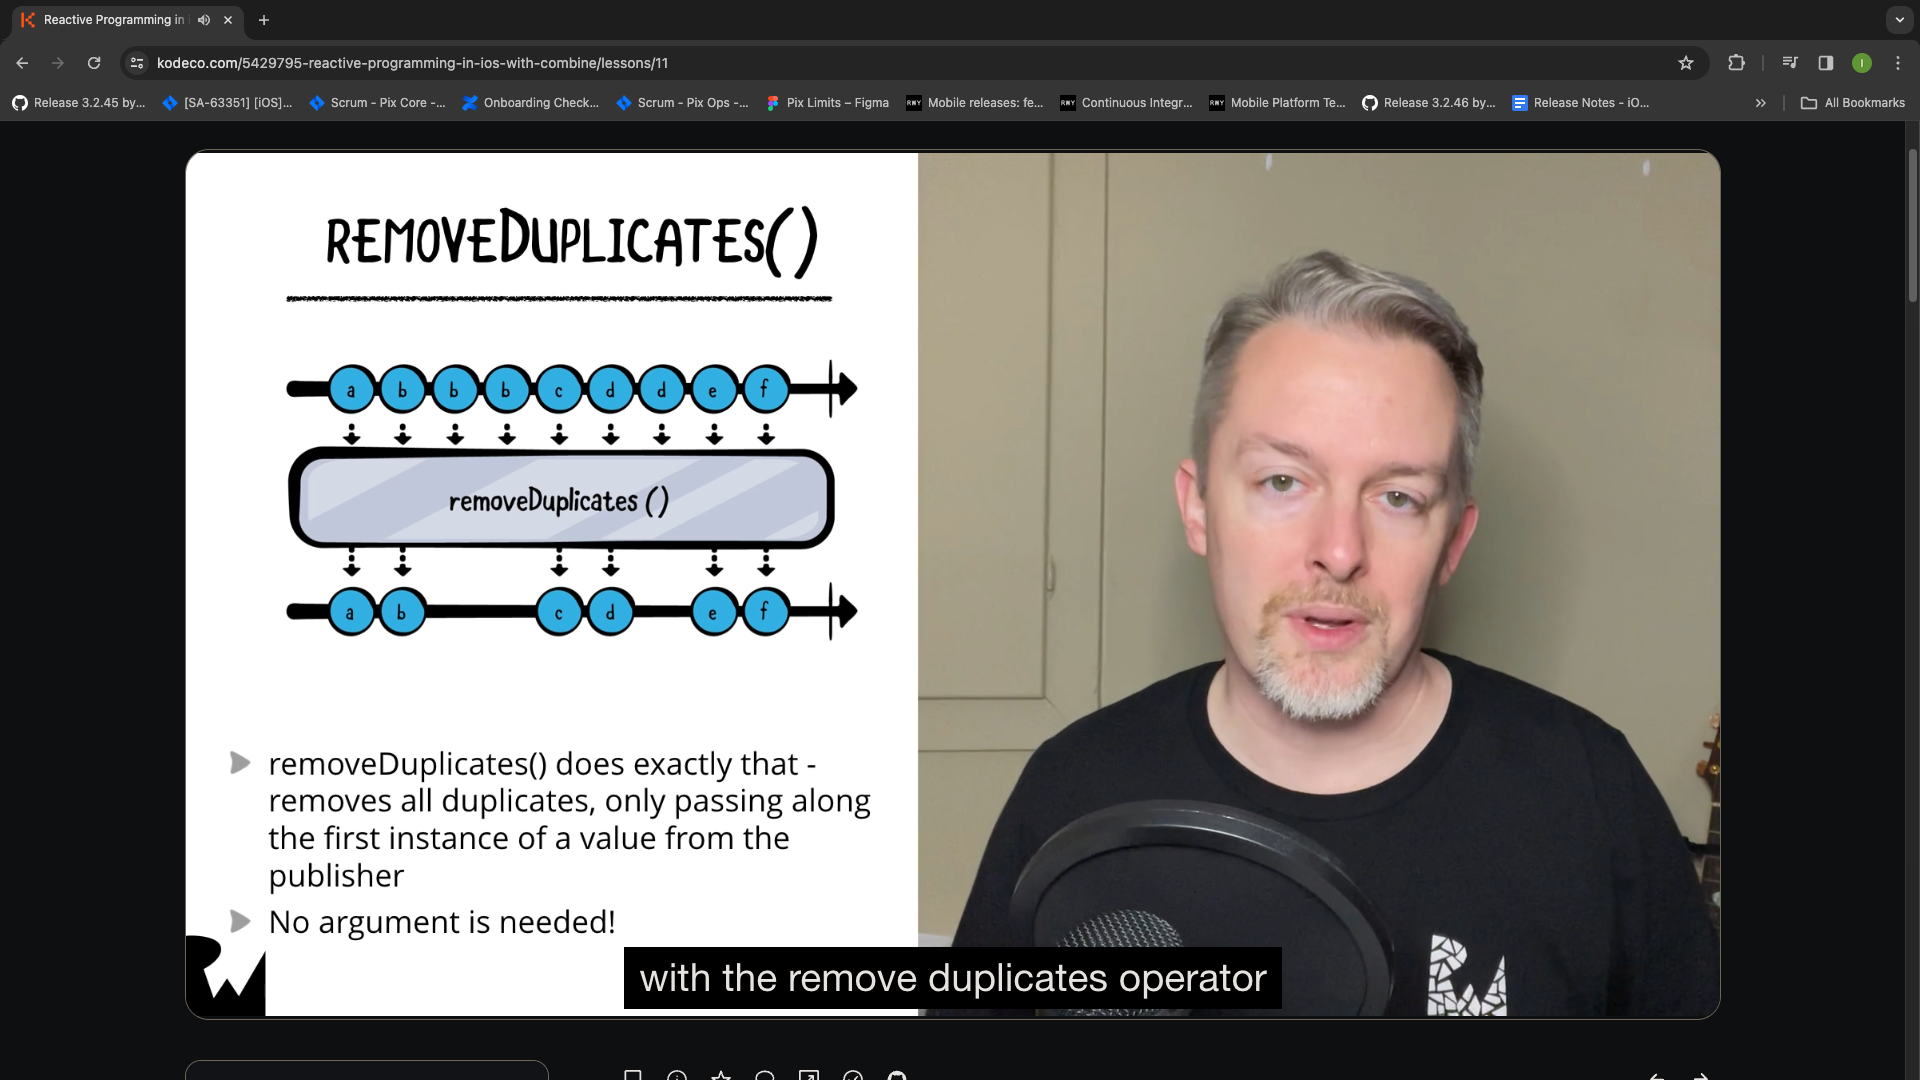 Reactive Programming in i
kodeco.com/5429795-reactive-programming-in-ios-with-combine/lessons/11
I
Release 3.2.45 by...
[SA-63351] [iOS]...
Scrum - Pix Core -...
Onboarding Check...
Scrum - Pix Ops -...
Pix Limits – Figma
Mobile releases: fe...
Continuous Integr...
Mobile Platform Te...
Release 3.2.46 by...
Release Notes - iO...
All Bookmarks
REMOVEDUPLICATES()
a b b b c d d e f
removeDuplicates ()
a b c d e f
removeDuplicates() does exactly that -
removes all duplicates, only passing along
the first instance of a value from the
publisher
No argument is needed!
with the remove duplicates operator